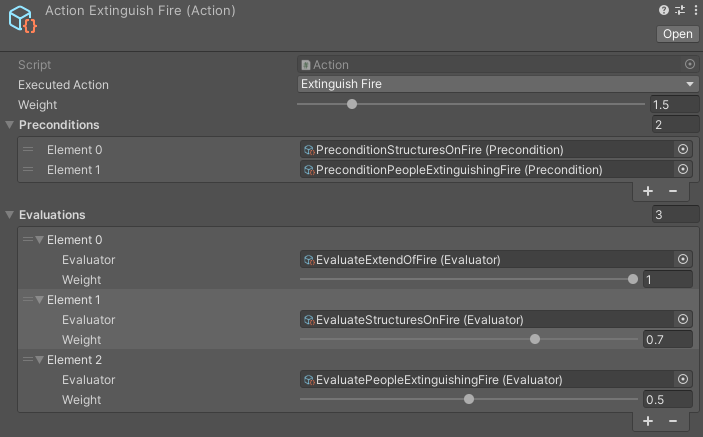 Action Extinguish Fire (Action)
Open
Script Action
Executed Action Extinguish Fire
Weight 1.5
Preconditions 2
Element 0 PreconditionStructuresOnFire (Precondition)
Element 1 PreconditionPeopleExtinguishingFire (Precondition)
Evaluations 3
Element 0
Evaluator EvaluateExtendOfFire (Evaluator)
Weight 1
Element 1
Evaluator EvaluateStructuresOnFire (Evaluator)
Weight 0.7
Element 2
Evaluator EvaluatePeopleExtinguishingFire (Evaluator)
Weight 0.5